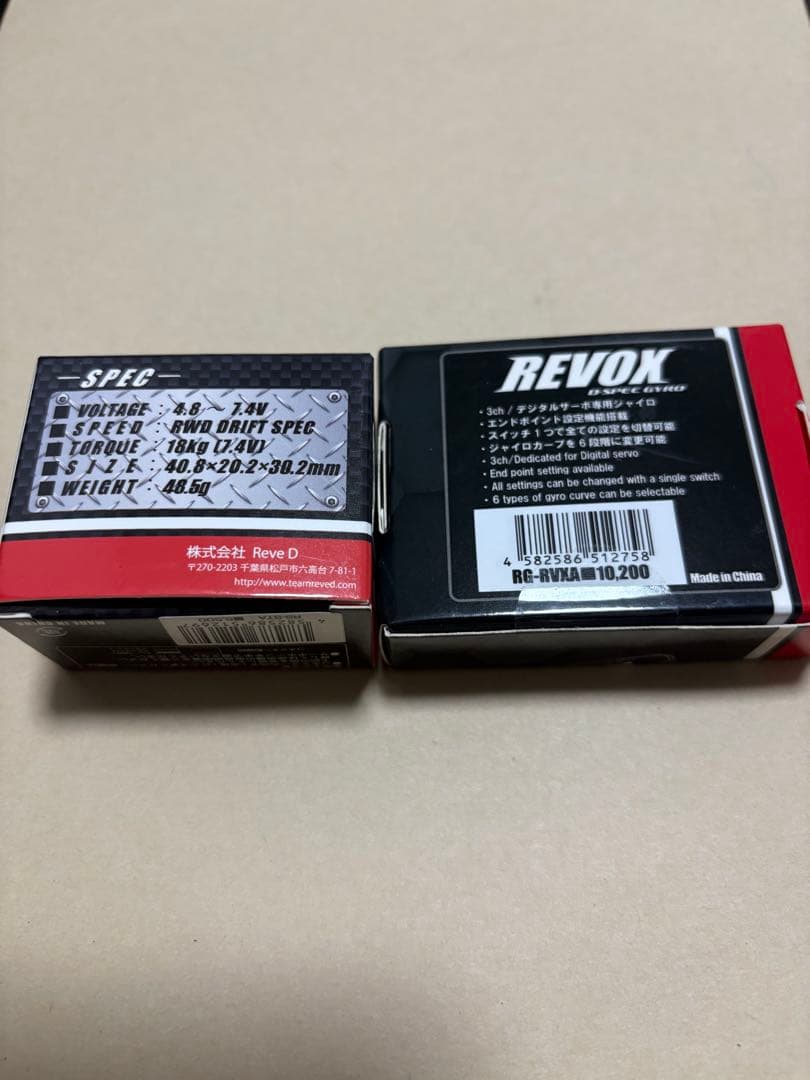 SPEC
VOLTAGE : 4.8 ~ 7.4V
SPEED : RWD DRIFT SPEC
TORQUE : 18Kg (7.4V)
SIZE : 40.8×20.2×30.2mm
WEIGHT : 48.5g
株式会社 Reve D
〒270-2203 千葉県松戸市六高台7-81-1
http://www.teamreved.com
REVOX
D-SPEC GYRO
・3ch / デジタルサーボ専用ジャイロ
・エンドポイント設定機能搭載
・スイッチ1つで全ての設定を切替可能
・ジャイロカーブを6段階に変更可能
・3ch/Dedicated for Digital servo
・End point setting available
・All settings can be changed with a single switch
・6 types of gyro curve can be selectable
4 582586 512758
RG-RVXA■10,200
Made in China